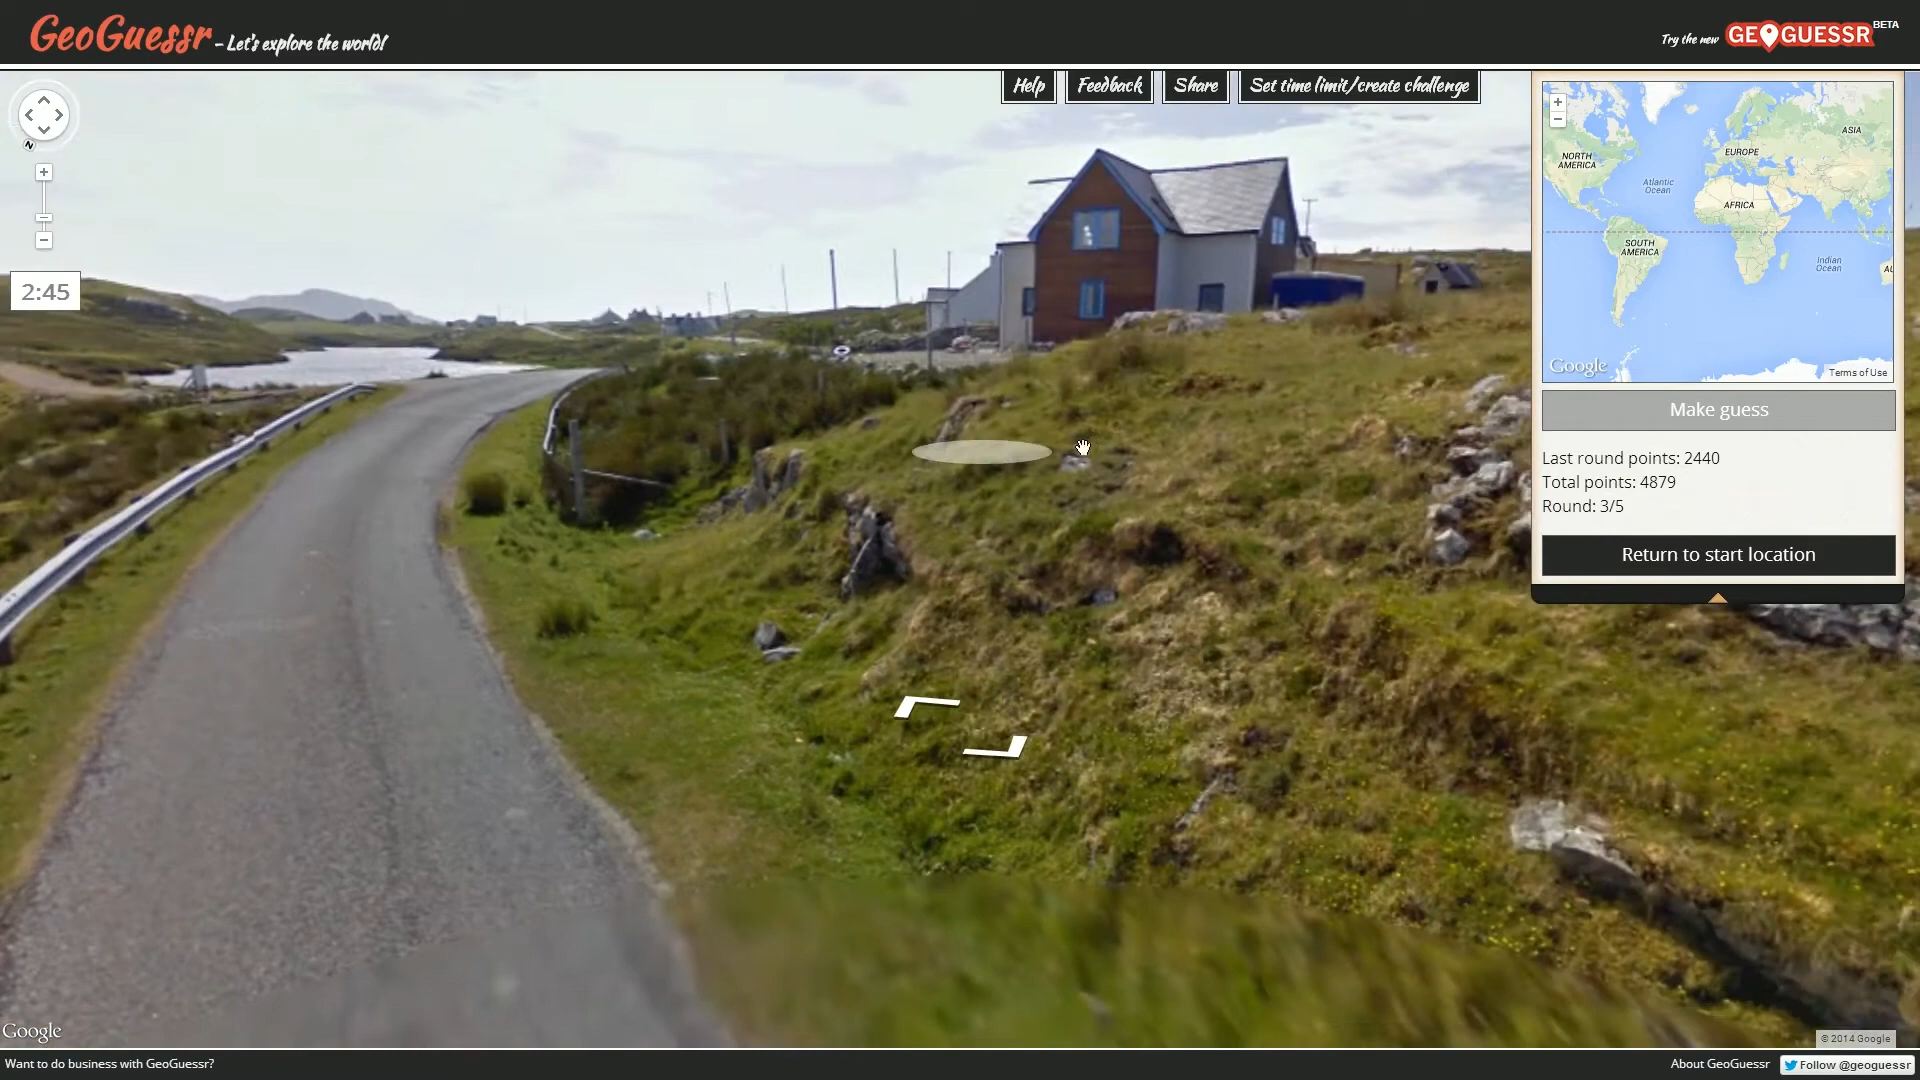 GeoGuessr - Let's explore the world!
Try the new GEOGUESSR BETA
Help
Feedback
Share
Set time limit/create challenge
N
2:45
NORTH AMERICA
EUROPE
ASIA
Atlantic Ocean
AFRICA
SOUTH AMERICA
Indian Ocean
AU
Google
Terms of Use
Make guess
Last round points: 2440
Total points: 4879
Round: 3/5
Return to start location
Google
© 2014 Google
Want to do business with GeoGuessr?
About GeoGuessr
Follow @geoguessr